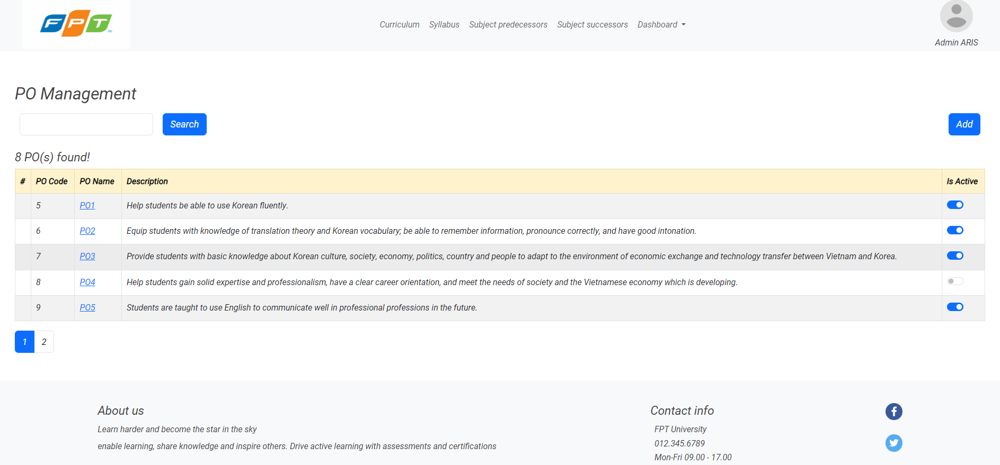 FPT
Curriculum Syllabus Subject predecessors Subject successors Dashboard
Admin ARIS
PO Management
Search
Add
8 PO(s) found!
# PO Code PO Name Description Is Active
5 PO1 Help students be able to use Korean fluently.
6 PO2 Equip students with knowledge of translation theory and Korean vocabulary; be able to remember information, pronounce correctly, and have good intonation.
7 PO3 Provide students with basic knowledge about Korean culture, society, economy, politics, country and people to adapt to the environment of economic exchange and technology transfer between Vietnam and Korea.
8 PO4 Help students gain solid expertise and professionalism, have a clear career orientation, and meet the needs of society and the Vietnamese economy which is developing.
9 PO5 Students are taught to use English to communicate well in professional professions in the future.
1 2
About us
Learn harder and become the star in the sky
enable learning, share knowledge and inspire others. Drive active learning with assessments and certifications
Contact info
FPT University
012.345.6789
Mon-Fri 09.00 - 17.00